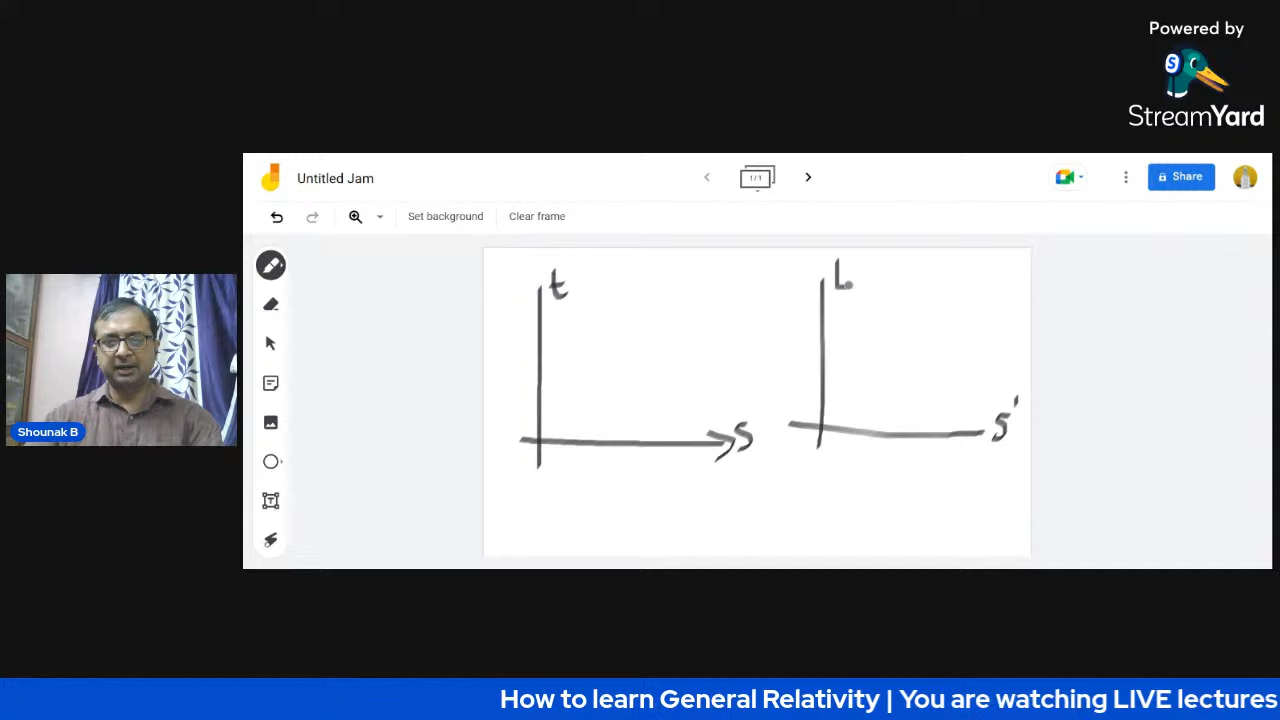 Powered by
StreamYard
Untitled Jam
1 / 1
Share
Set background
Clear frame
t
S
S'
Shounak B
How to learn General Relativity | You are watching LIVE lectures